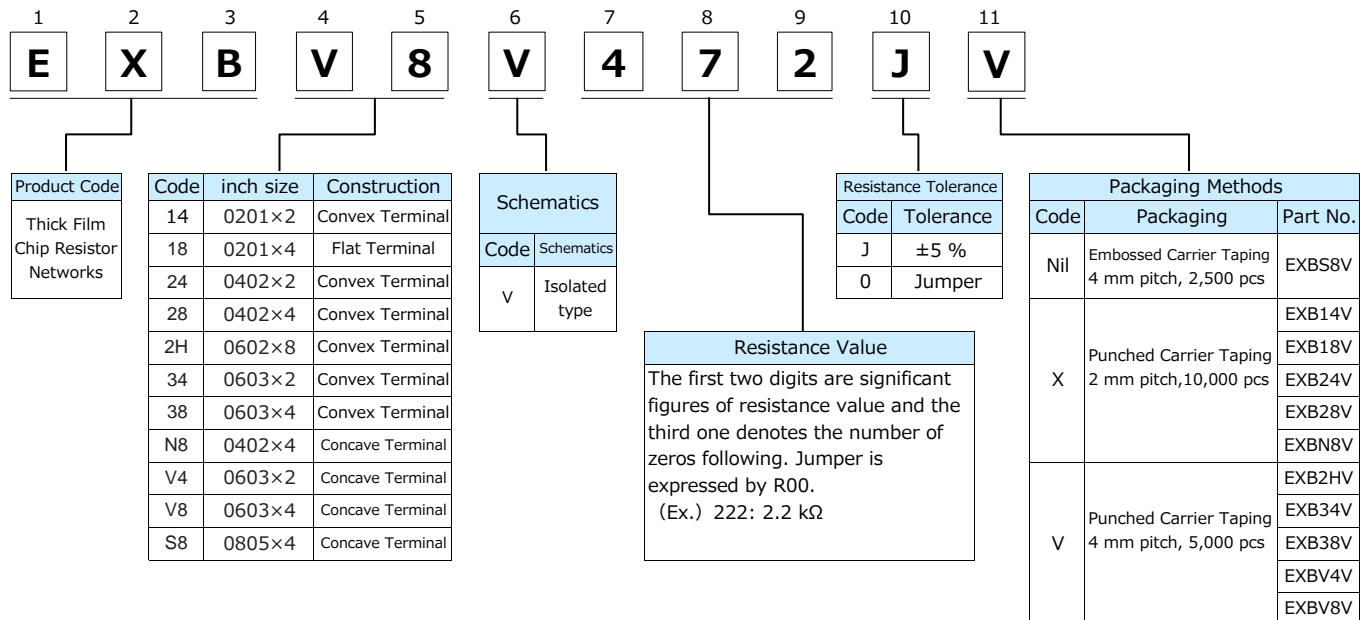 1 2 3 4 5 6 7 8 9 10 11
E X B V 8 V 4 7 2 J V
Product Code
Thick Film
Chip Resistor
Networks
Code inch size Construction
14 0201×2 Convex Terminal
18 0201×4 Flat Terminal
24 0402×2 Convex Terminal
28 0402×4 Convex Terminal
2H 0602×8 Convex Terminal
34 0603×2 Convex Terminal
38 0603×4 Convex Terminal
N8 0402×4 Concave Terminal
V4 0603×2 Concave Terminal
V8 0603×4 Concave Terminal
S8 0805×4 Concave Terminal
Schematics
Code Schematics
V Isolated
type
Resistance Value
The first two digits are significant
figures of resistance value and the
third one denotes the number of
zeros following. Jumper is
expressed by R00.
(Ex.) 222: 2.2 kΩ
Resistance Tolerance
Code Tolerance
J ±5 %
0 Jumper
Packaging Methods
Code Packaging Part No.
Nil Embossed Carrier Taping
4 mm pitch, 2,500 pcs EXBS8V
X Punched Carrier Taping
2 mm pitch,10,000 pcs
EXB14V
EXB18V
EXB24V
EXB28V
EXBN8V
V Punched Carrier Taping
4 mm pitch, 5,000 pcs
EXB2HV
EXB34V
EXB38V
EXBV4V
EXBV8V